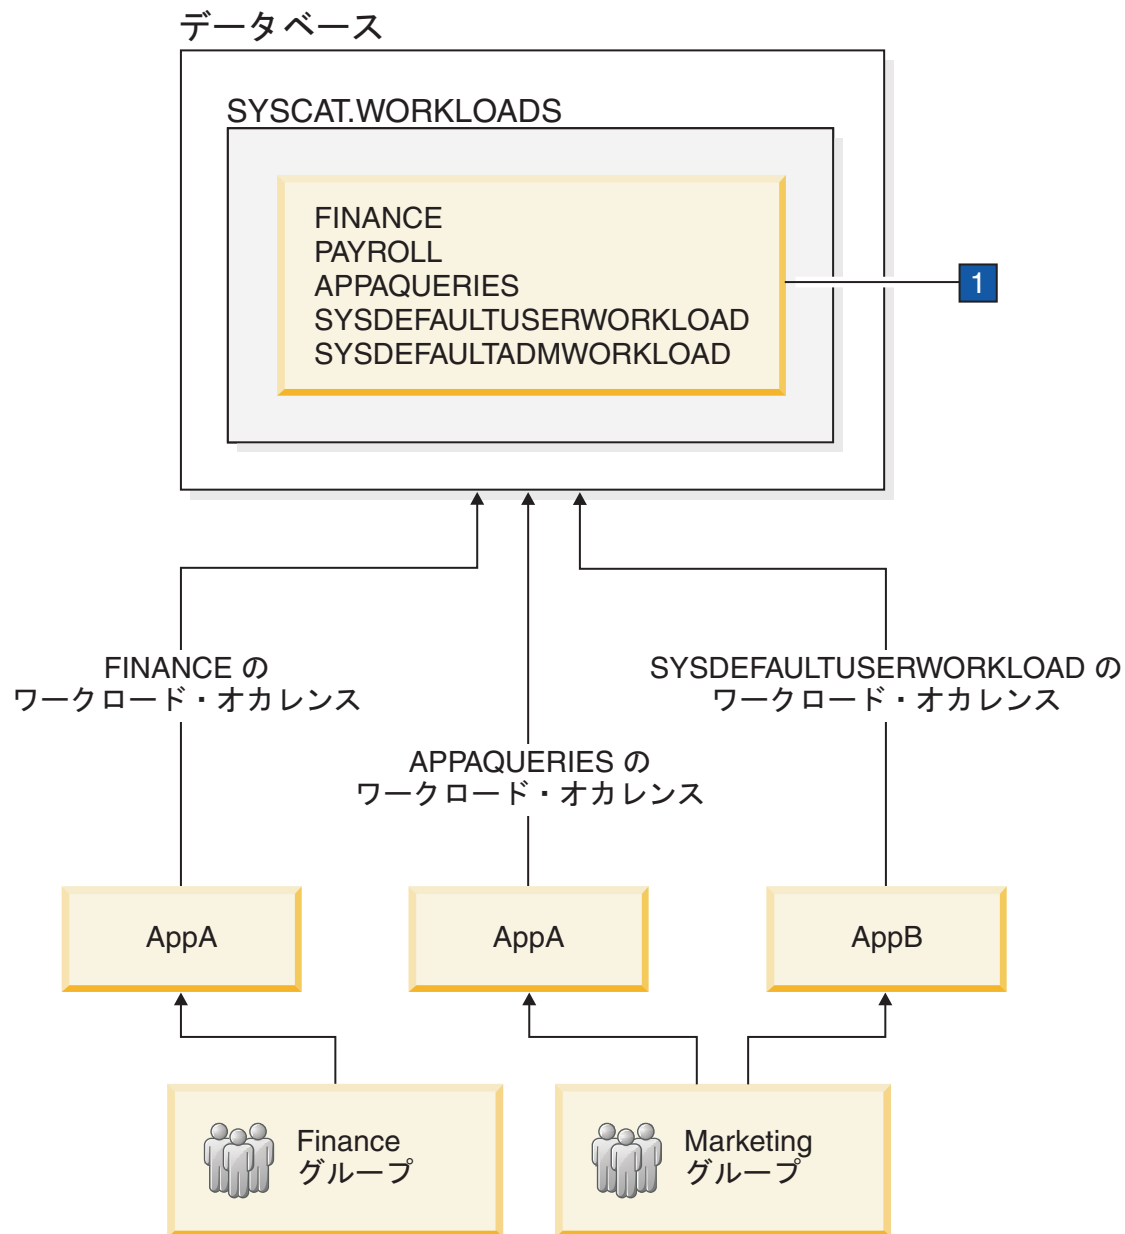 データベース
SYSCAT.WORKLOADS
FINANCE
PAYROLL
APPAQUERIES
SYSDEFAULTUSERWORKLOAD
SYSDEFAULTADMWORKLOAD
1
FINANCE の
ワークロード・オカレンス
SYSDEFAULTUSERWORKLOAD の
ワークロード・オカレンス
APPAQUERIES の
ワークロード・オカレンス
AppA
AppA
AppB
Finance
グループ
Marketing
グループ